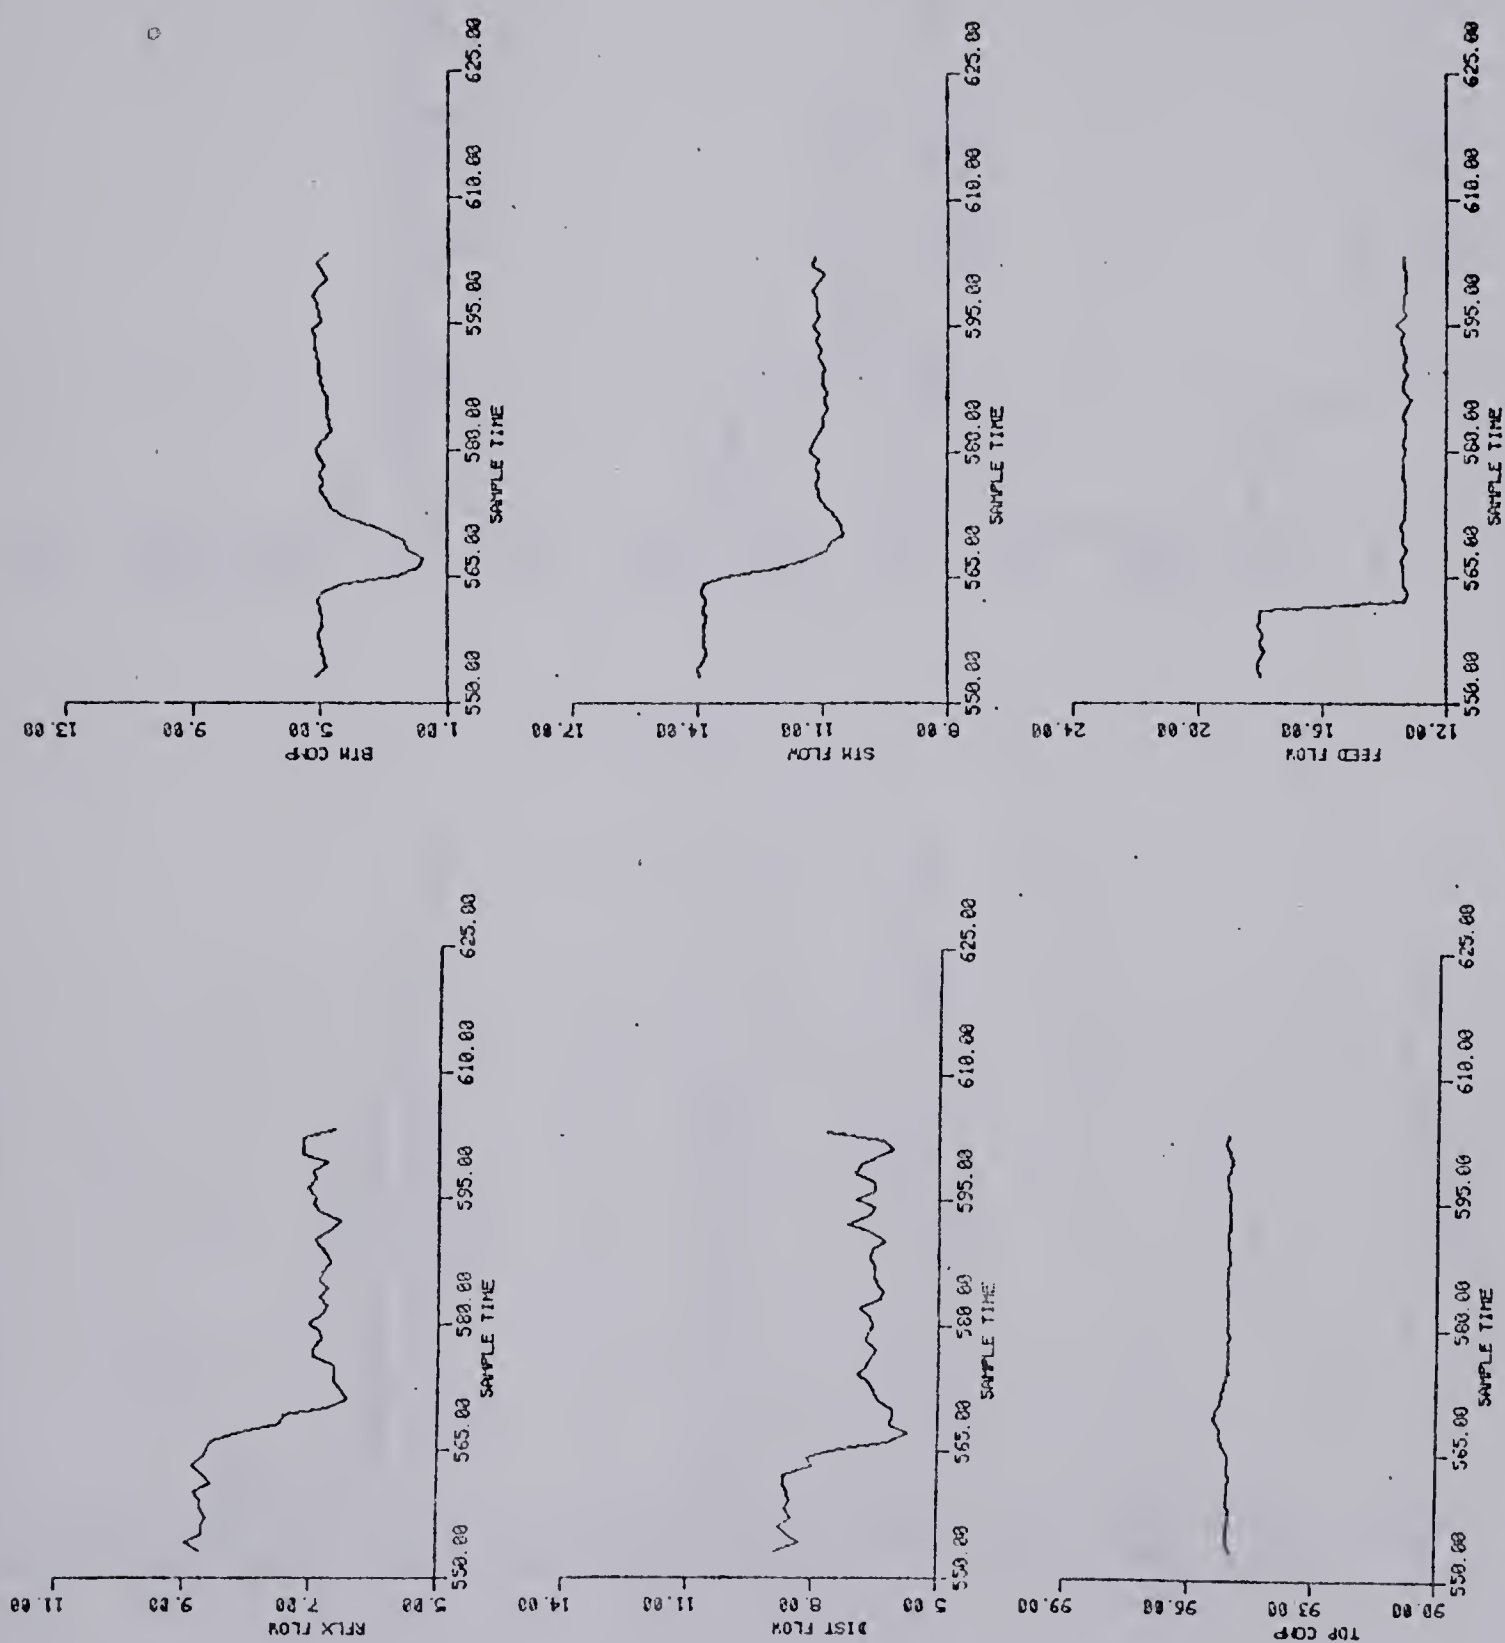 11.00
9.00
7.00
5.00
RFLX FLOW
550.00 565.00 580.00 595.00 610.00 625.00
SAMPLE TIME
13.00
9.00
5.00
1.00
BTM COMP
550.00 565.00 580.00 595.00 610.00 625.00
SAMPLE TIME
14.00
11.00
8.00
5.00
DIST FLOW
550.00 565.00 580.00 595.00 610.00 625.00
SAMPLE TIME
17.00
14.00
11.00
8.00
STM FLOW
550.00 565.00 580.00 595.00 610.00 625.00
SAMPLE TIME
99.00
96.00
93.00
90.00
TOP COMP
550.00 565.00 580.00 595.00 610.00 625.00
SAMPLE TIME
24.00
20.00
16.00
12.00
FEED FLOW
550.00 565.00 580.00 595.00 610.00 625.00
SAMPLE TIME